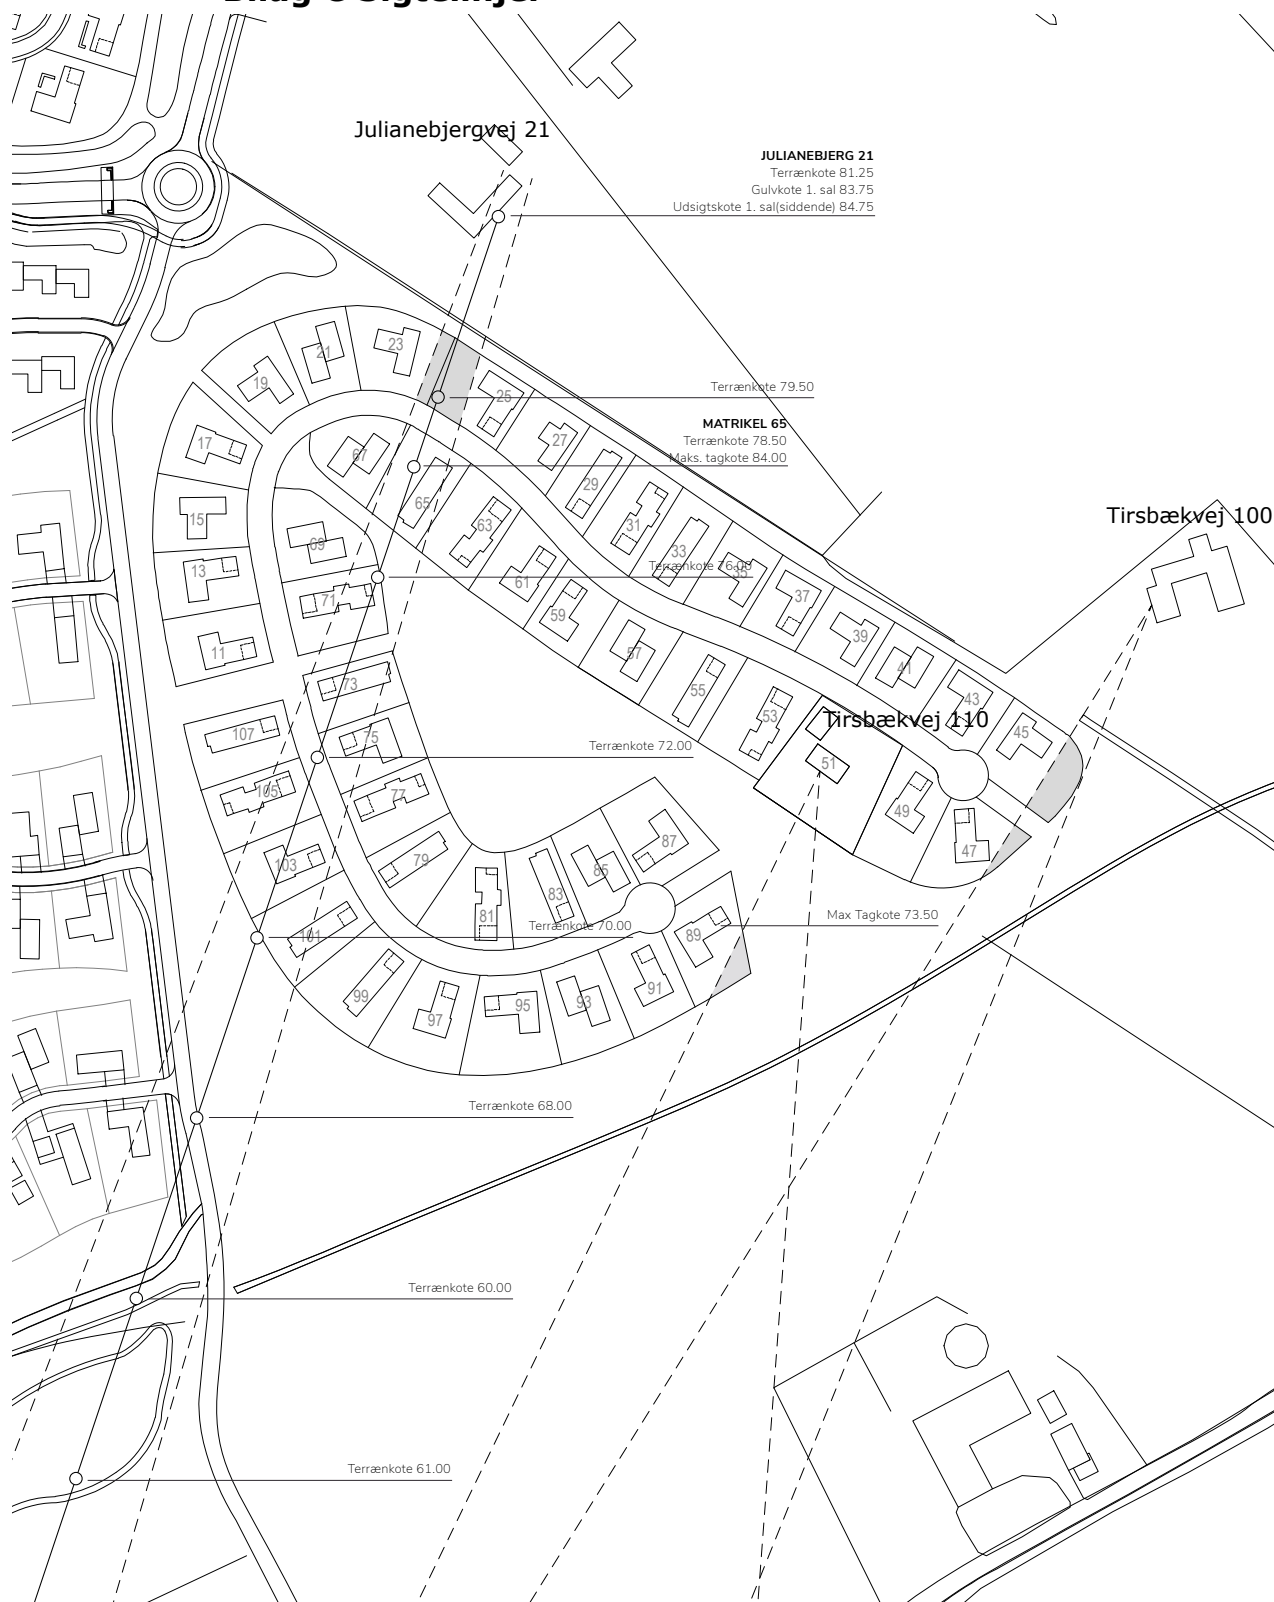 Julianebjergvej 21
JULIANEBJERG 21
Terrænkote 81.25
Gulvkote 1. sal 83.75
Udsigtskote 1. sal(siddende) 84.75
23
21
19
Terrænkote 79.50
25
MATRIKEL 65
Terrænkote 78.50
Maks. tagkote 84.00
17
67
27
29
65
63
31
15
Tirsbækvej 100
69
33
13
61
Terrænkote 76.00
35
71
59
37
39
11
57
41
73
55
43
53
Tirsbækvej 110
45
107
75
Terrænkote 72.00
51
105
77
49
103
79
85
87
47
83
81
101
Terrænkote 70.00
89
Max Tagkote 73.50
99
97
95
93
91
Terrænkote 68.00
Terrænkote 60.00
Terrænkote 61.00